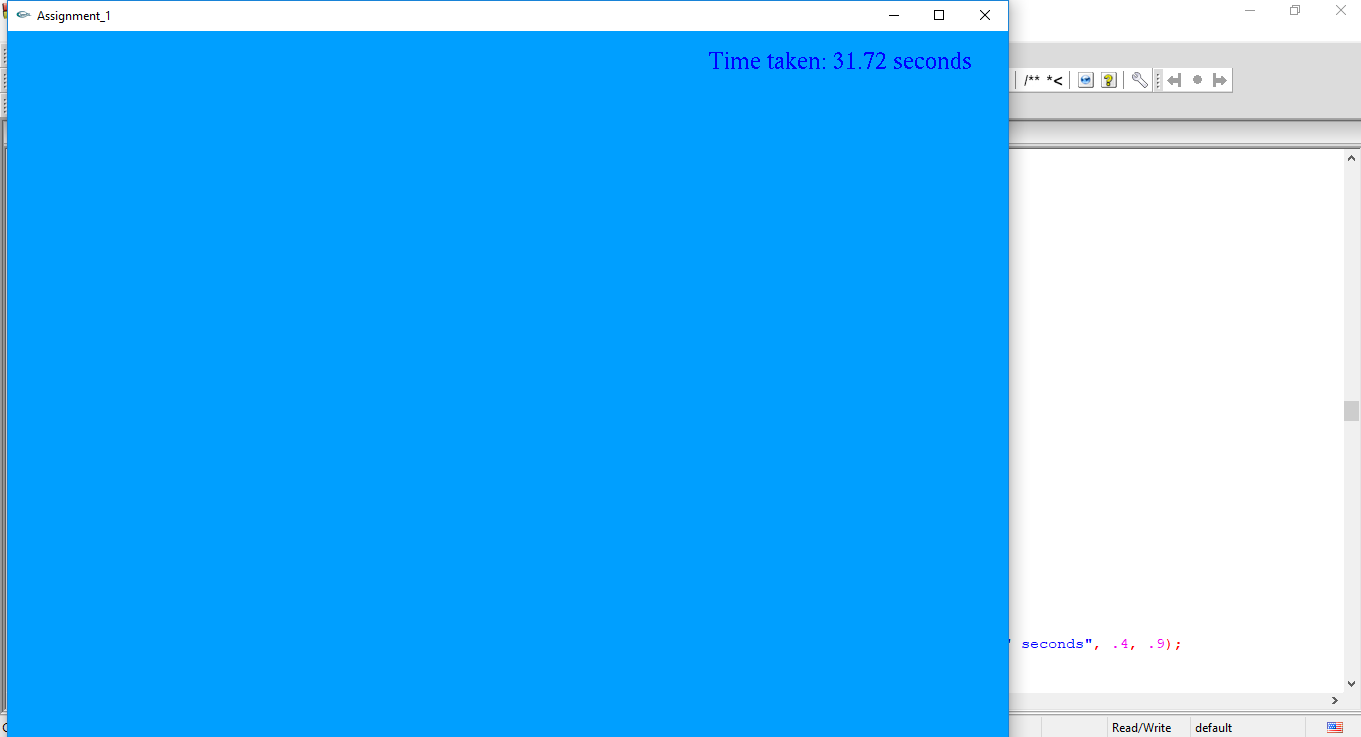 Assignment_1
Time taken: 31.72 seconds
/** *<
" seconds", .4, .9);
Read/Write default